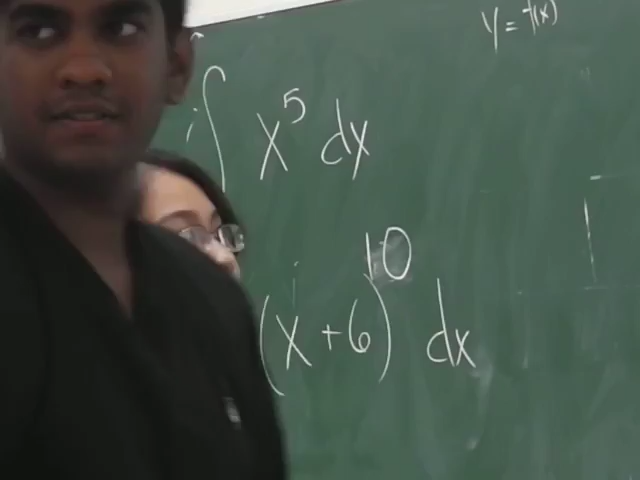 y = f(x)
∫ x⁵ dx
(x + 6)¹⁰ dx